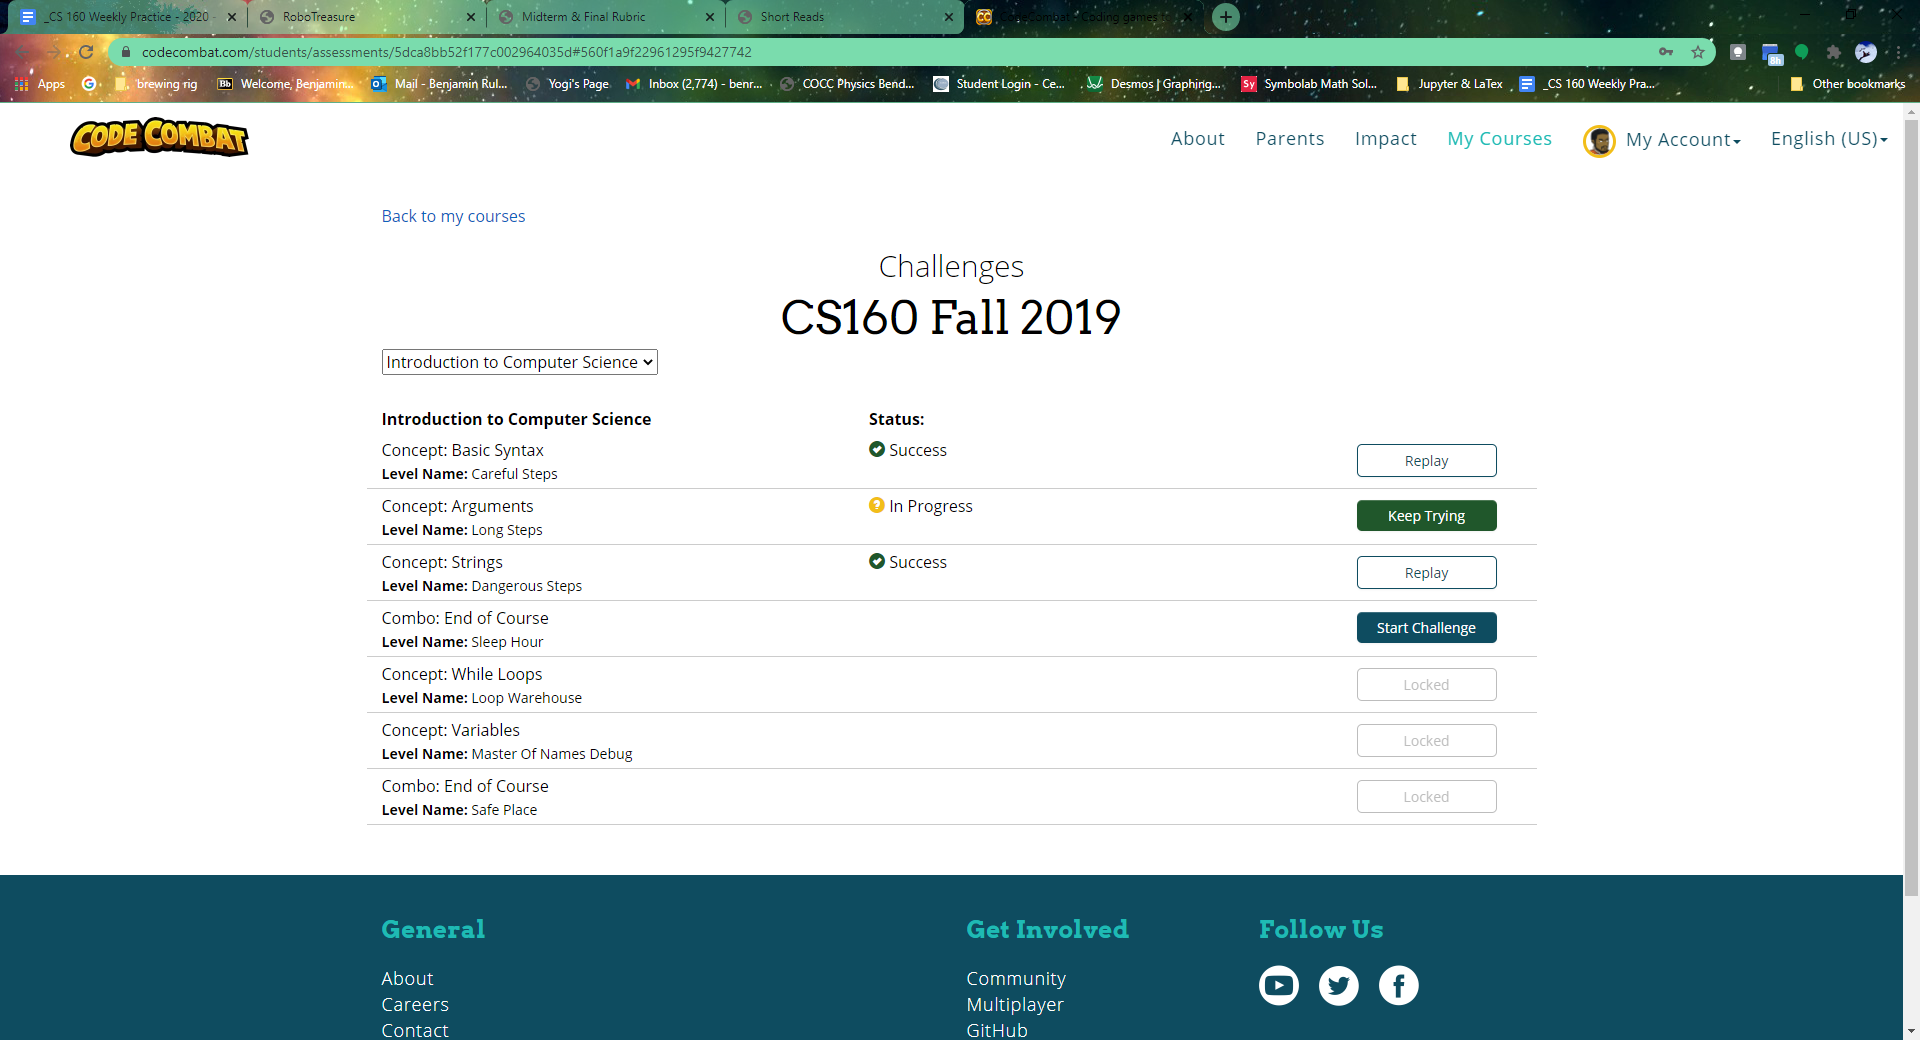 _CS 160 Weekly Practice - 2020 -
RoboTreasure
Midterm & Final Rubric
Short Reads
CodeCombat - Coding games
codecombat.com/students/assessments/5dca8bb52f177c002964035d#560f1a9f22961295f9427742
8h
Apps
brewing rig
Bb
Welcome, Benjamin...
Mail - Benjamin Rul...
Yogi's Page
Inbox (2,774) - benr...
COCC Physics Bend...
Student Login - Ce...
Desmos | Graphing...
Sy
Symbolab Math Sol...
Jupyter & LaTex
_CS 160 Weekly Pra...
Other bookmarks
CODE COMBAT
About
Parents
Impact
My Courses
My Account
English (US)
Back to my courses
Challenges
CS160 Fall 2019
Introduction to Computer Science
Introduction to Computer Science
Status:
Concept: Basic Syntax
Success
Replay
Level Name: Careful Steps
Concept: Arguments
In Progress
Keep Trying
Level Name: Long Steps
Concept: Strings
Success
Replay
Level Name: Dangerous Steps
Combo: End of Course
Start Challenge
Level Name: Sleep Hour
Concept: While Loops
Locked
Level Name: Loop Warehouse
Concept: Variables
Locked
Level Name: Master Of Names Debug
Combo: End of Course
Locked
Level Name: Safe Place
General
Get Involved
Follow Us
About
Community
Careers
Multiplayer
Contact
GitHub